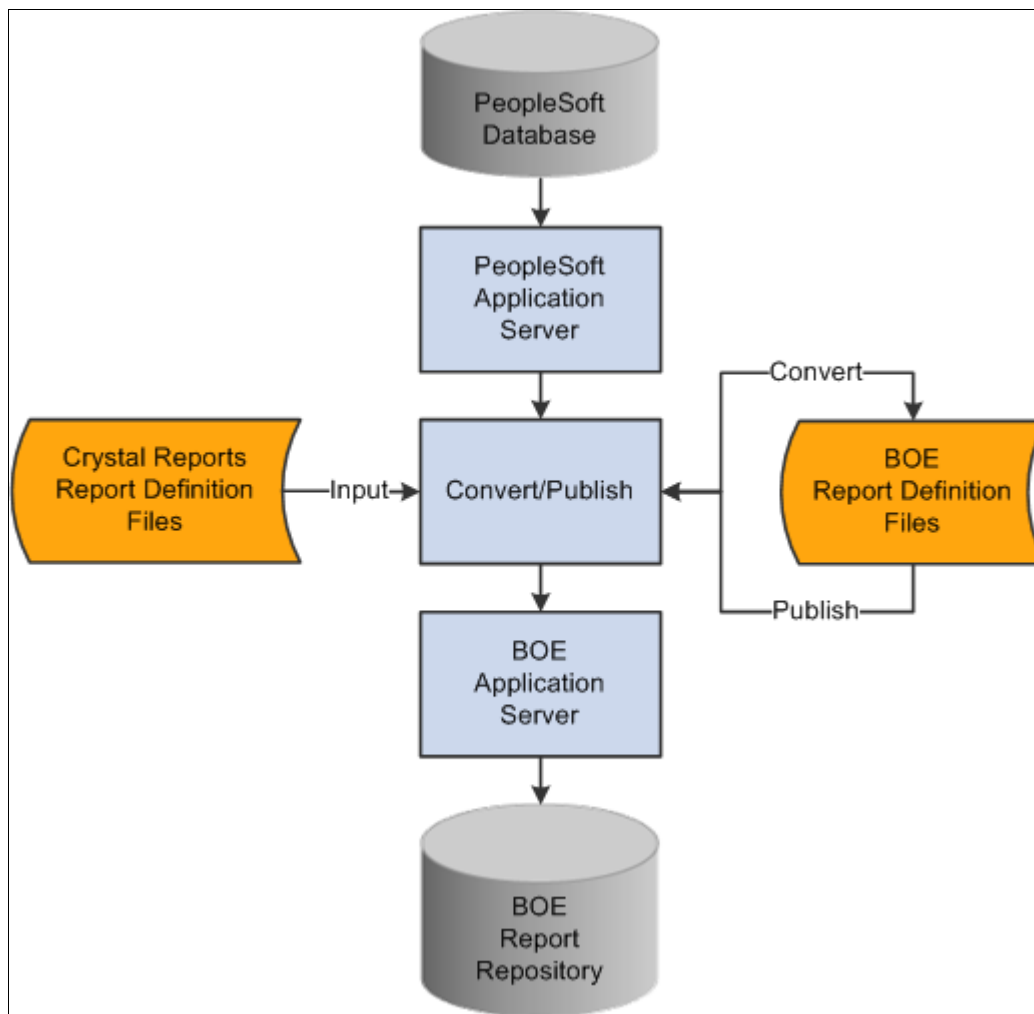 PeopleSoft
Database
PeopleSoft
Application
Server
Convert
Crystal Reports
Report Definition
Files
Input
Convert/Publish
BOE
Report Definition
Files
Publish
BOE
Application
Server
BOE
Report
Repository